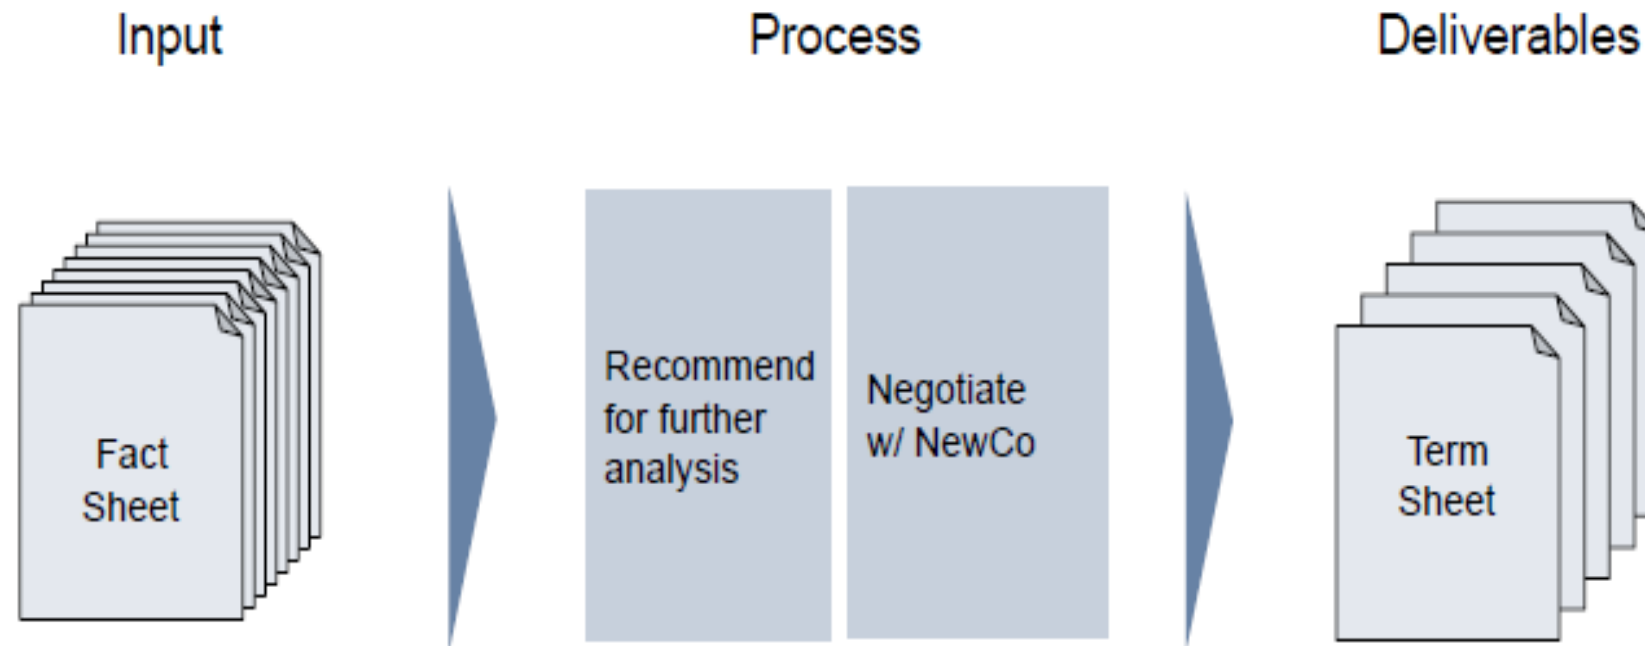 Input
Process
Deliverables
Fact
Sheet
Recommend
for further
analysis
Negotiate
w/ NewCo
Term
Sheet